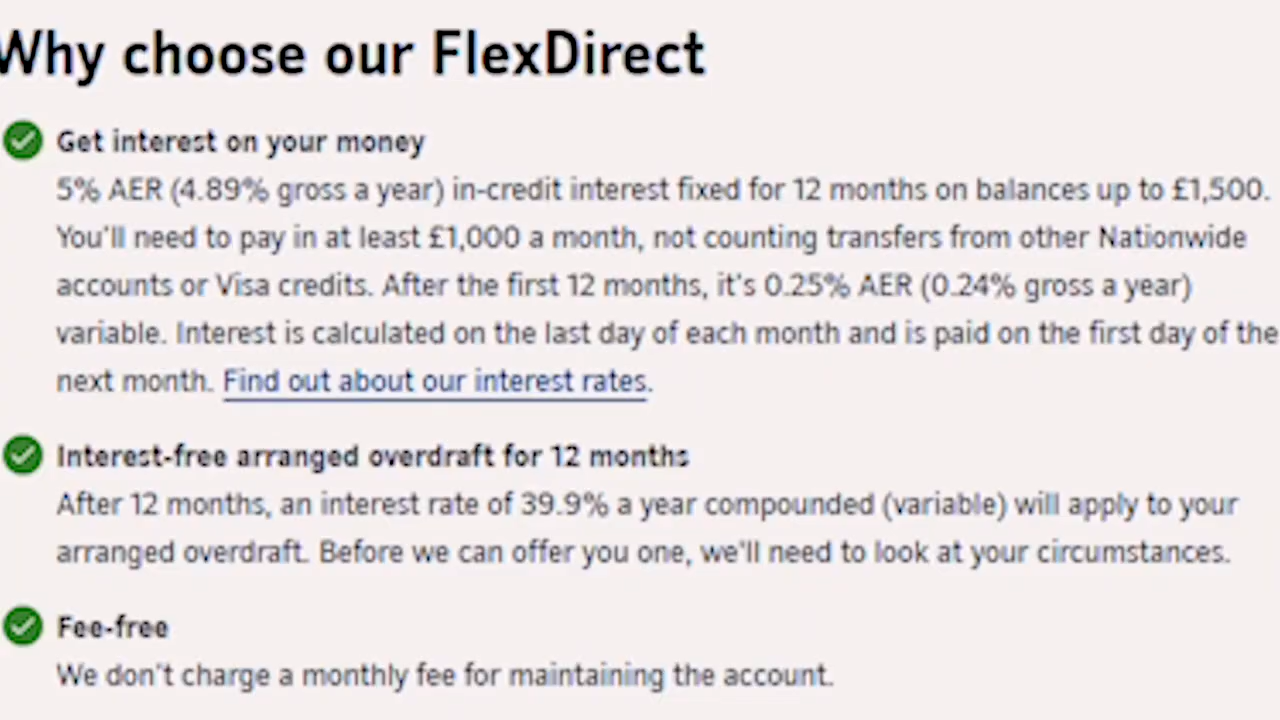 Why choose our FlexDirect
Get interest on your money
5% AER (4.89% gross a year) in-credit interest fixed for 12 months on balances up to £1,500.
You'll need to pay in at least £1,000 a month, not counting transfers from other Nationwide
accounts or Visa credits. After the first 12 months, it's 0.25% AER (0.24% gross a year)
variable. Interest is calculated on the last day of each month and is paid on the first day of the
next month. Find out about our interest rates.
Interest-free arranged overdraft for 12 months
After 12 months, an interest rate of 39.9% a year compounded (variable) will apply to your
arranged overdraft. Before we can offer you one, we'll need to look at your circumstances.
Fee-free
We don't charge a monthly fee for maintaining the account.